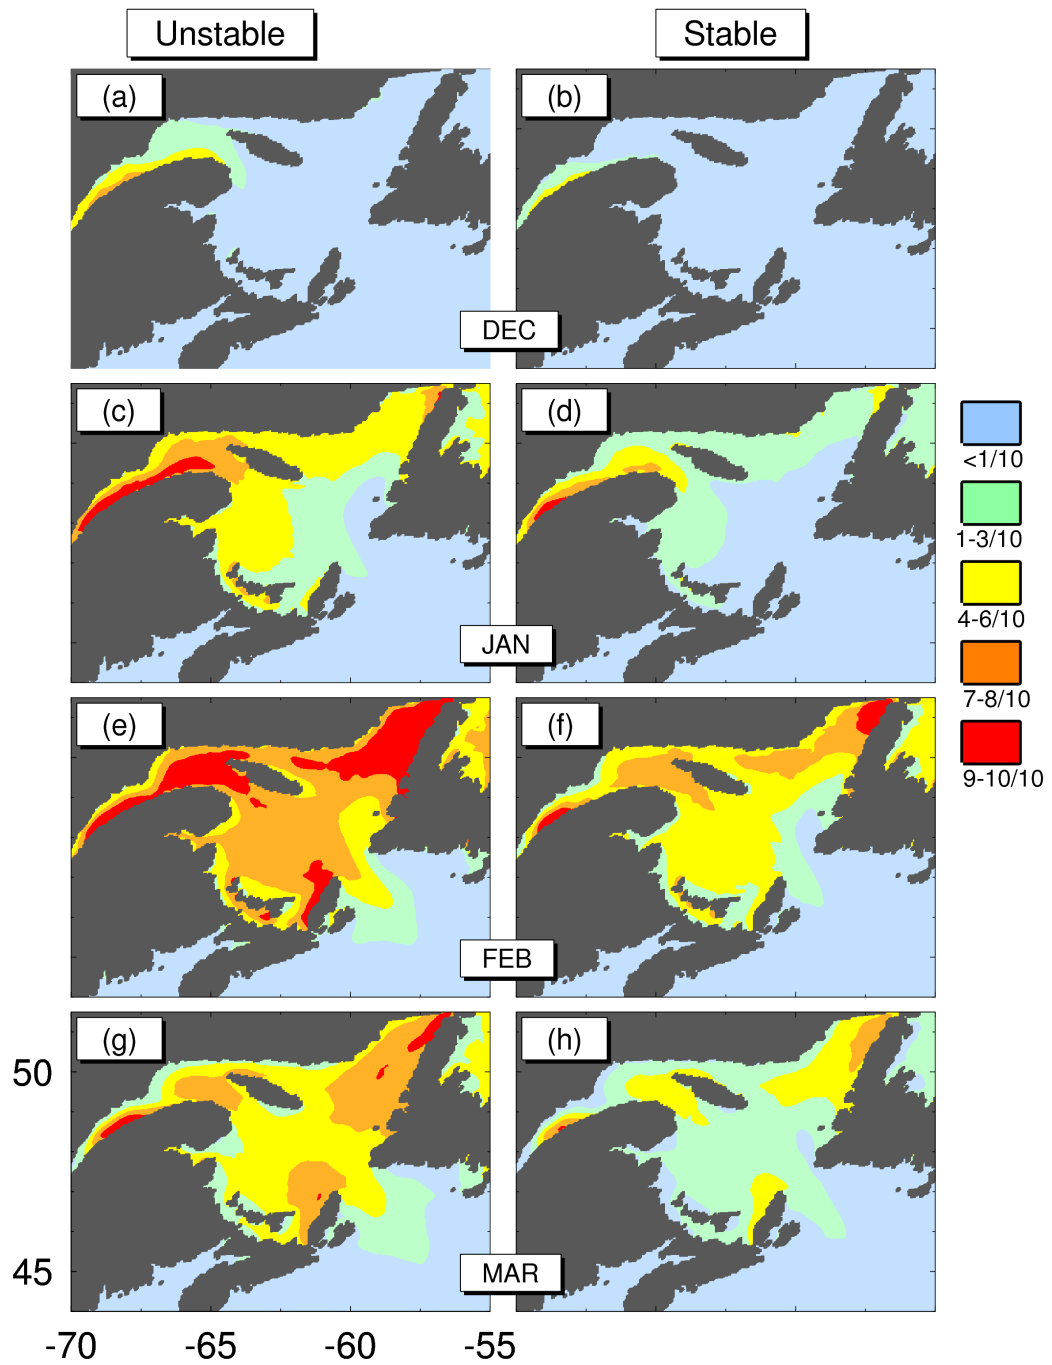 Unstable
Stable
(a)
(b)
DEC
(c)
(d)
<1/10
1-3/10
4-6/10
JAN
7-8/10
(e)
(f)
9-10/10
FEB
(g)
(h)
50
45
MAR
-70
-65
-60
-55